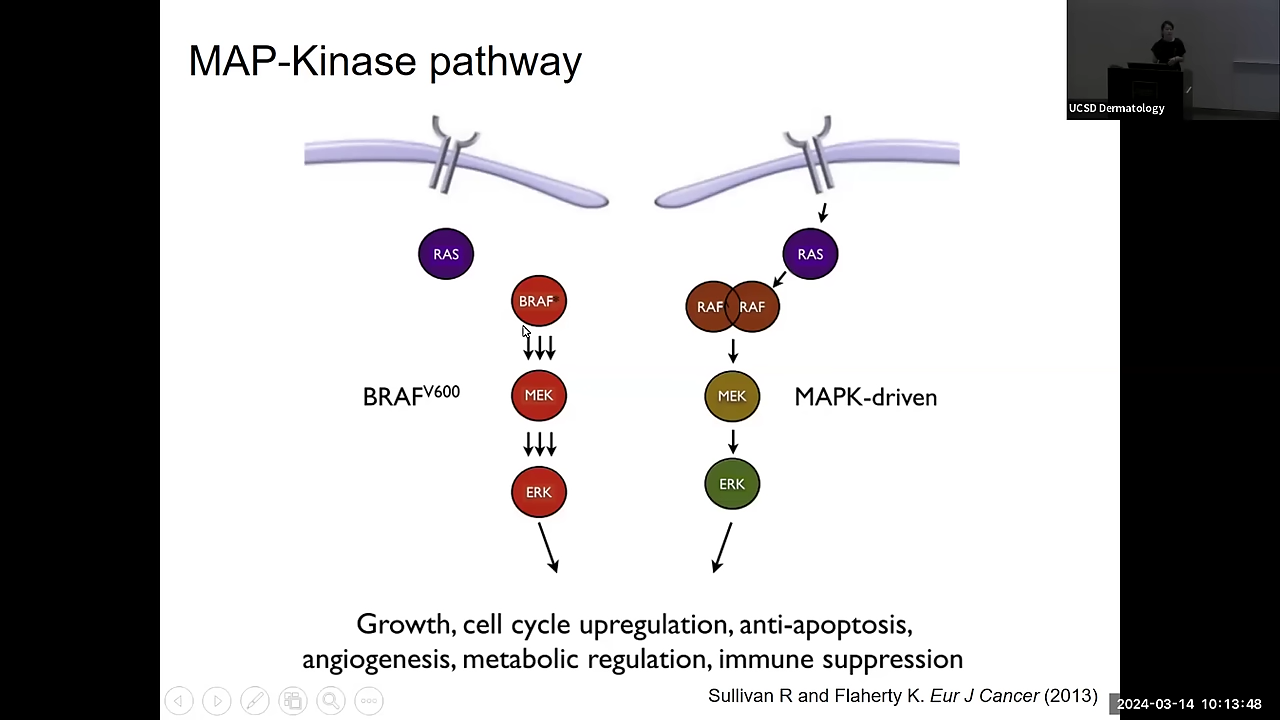 MAP-Kinase pathway
UCSD Dermatology
RAS
RAS
BRAF*
RAF RAF
BRAFV600
MEK
MEK
MAPK-driven
ERK
ERK
Growth, cell cycle upregulation, anti-apoptosis,
angiogenesis, metabolic regulation, immune suppression
Sullivan R and Flaherty K. Eur J Cancer (2013)
2024-03-14 10:13:48